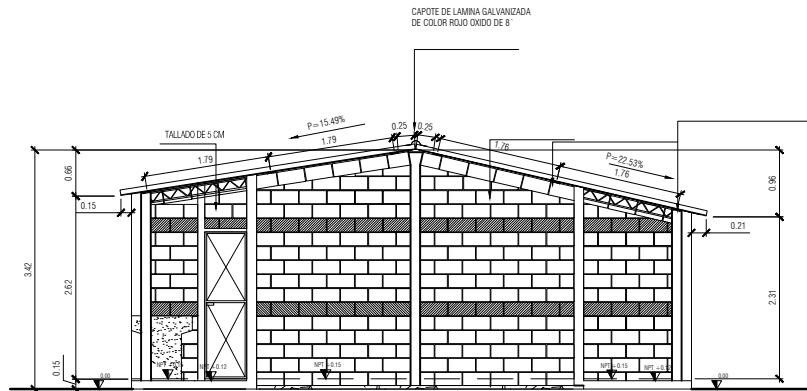 CAPOTE DE LAMINA GALVANIZADA
DE COLOR ROJO OXIDO DE 8`
P=15.49%
0.25
0.25
TALLADO DE 5 CM
1.79
1.79
1.76
P=22.53%
1.76
0.66
0.96
0.15
0.21
3.42
2.62
2.31
0.15
0.00
NPT. +0.12
NPT. +0.15
NPT. +0.15
NPT. +0.12
0.00